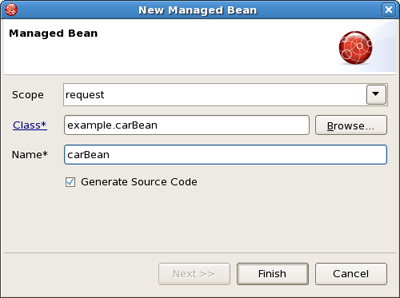 New Managed Bean
Managed Bean
Scope request
Class* example.carBean Browse...
Name* carBean
Generate Source Code
Next >> Finish Cancel